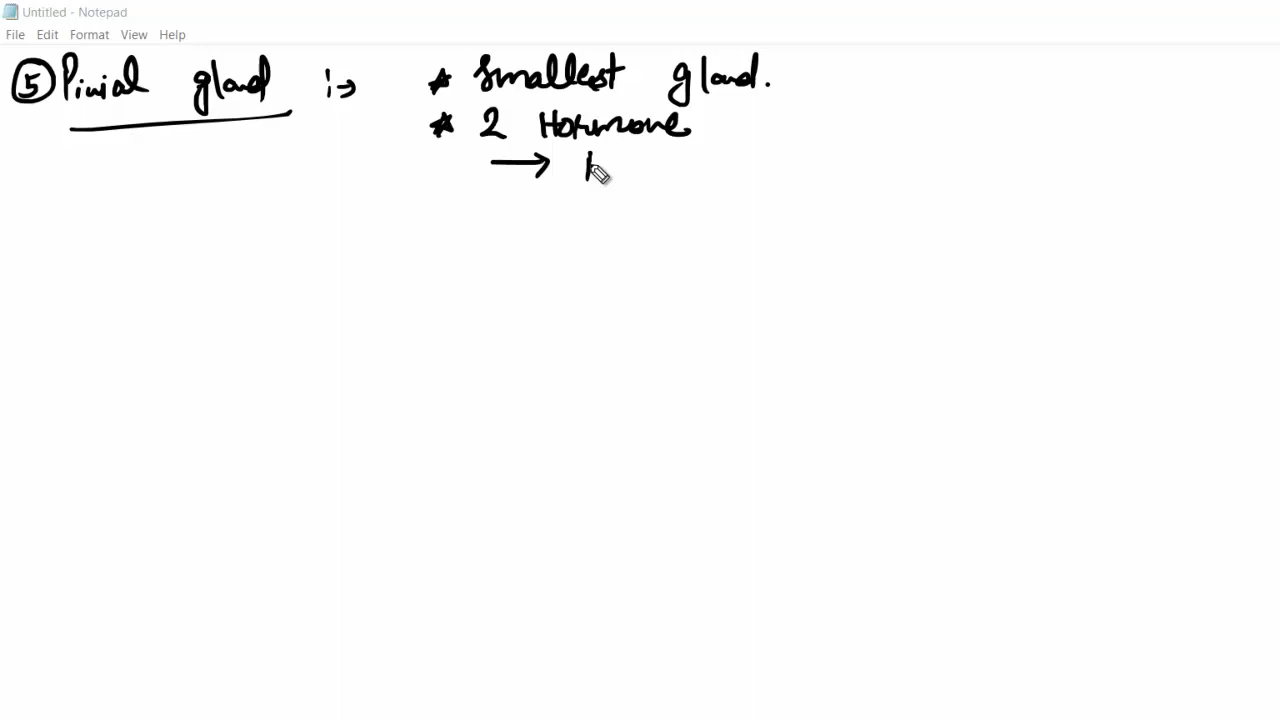 Untitled - Notepad
File Edit Format View Help
⑤ Pinial gland :→ * Smallest gland.
* 2 Hormone
→